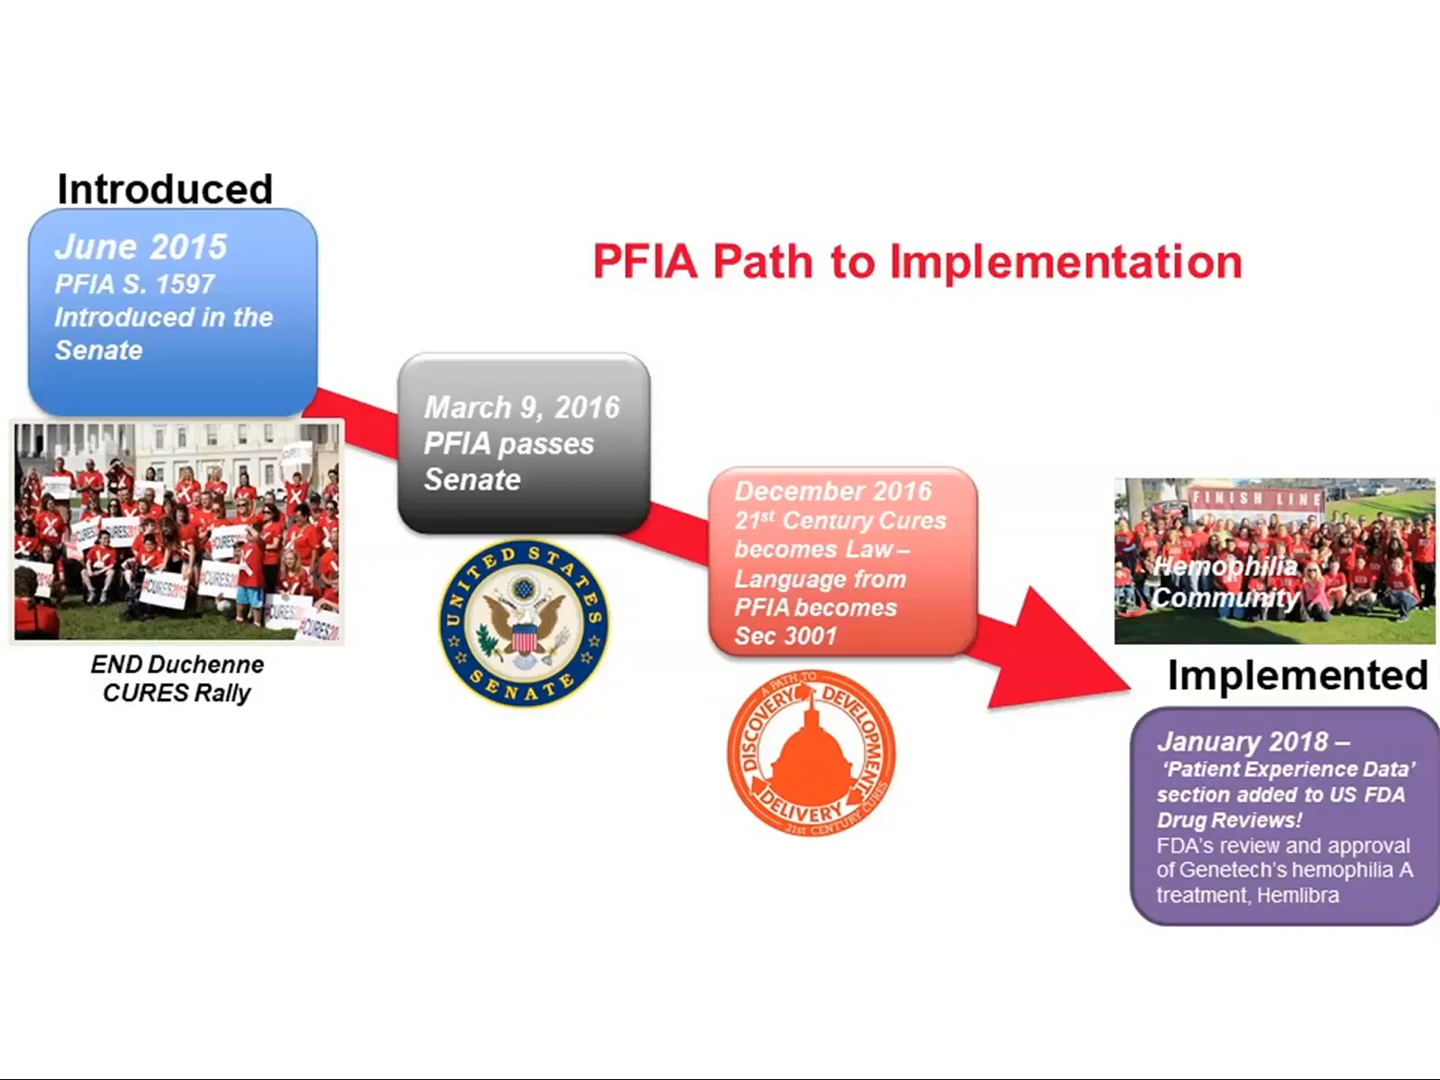 Introduced
June 2015
PFIA S. 1597
Introduced in the
Senate
PFIA Path to Implementation
March 9, 2016
PFIA passes
Senate
December 2016
21st Century Cures
becomes Law –
Language from
PFIA becomes
Sec 3001
FINISH LINE
Hemophilia
Community
END Duchenne
CURES Rally
UNITED STATES
SENATE
A PATH TO
DISCOVERY DEVELOPMENT
DELIVERY
21st CENTURY CURES
Implemented
January 2018 –
‘Patient Experience Data’
section added to US FDA
Drug Reviews!
FDA's review and approval
of Genetech's hemophilia A
treatment, Hemlibra